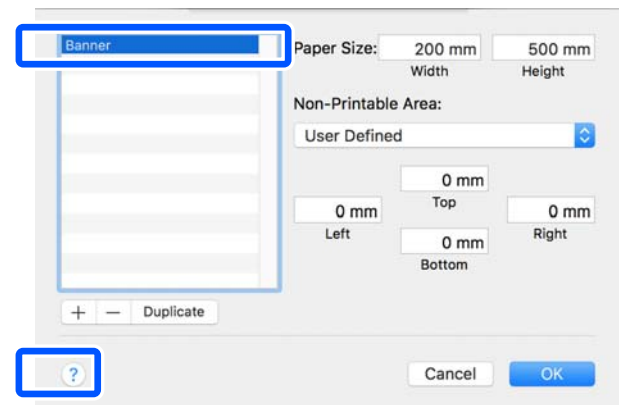 Banner
Paper Size: 200 mm 500 mm
Width Height
Non-Printable Area:
User Defined
0 mm
Top
0 mm 0 mm
Left Right
0 mm
Bottom
+ − Duplicate
? Cancel OK